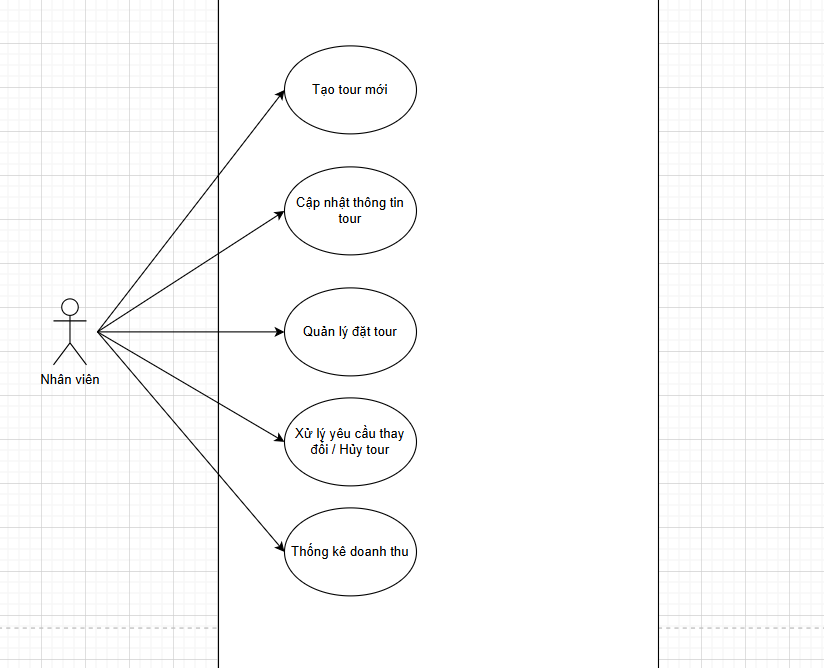 Tạo tour mới
Cập nhật thông tin
tour
Quản lý đặt tour
Nhân viên
Xử lý yêu cầu thay
đổi / Hủy tour
Thống kê doanh thu